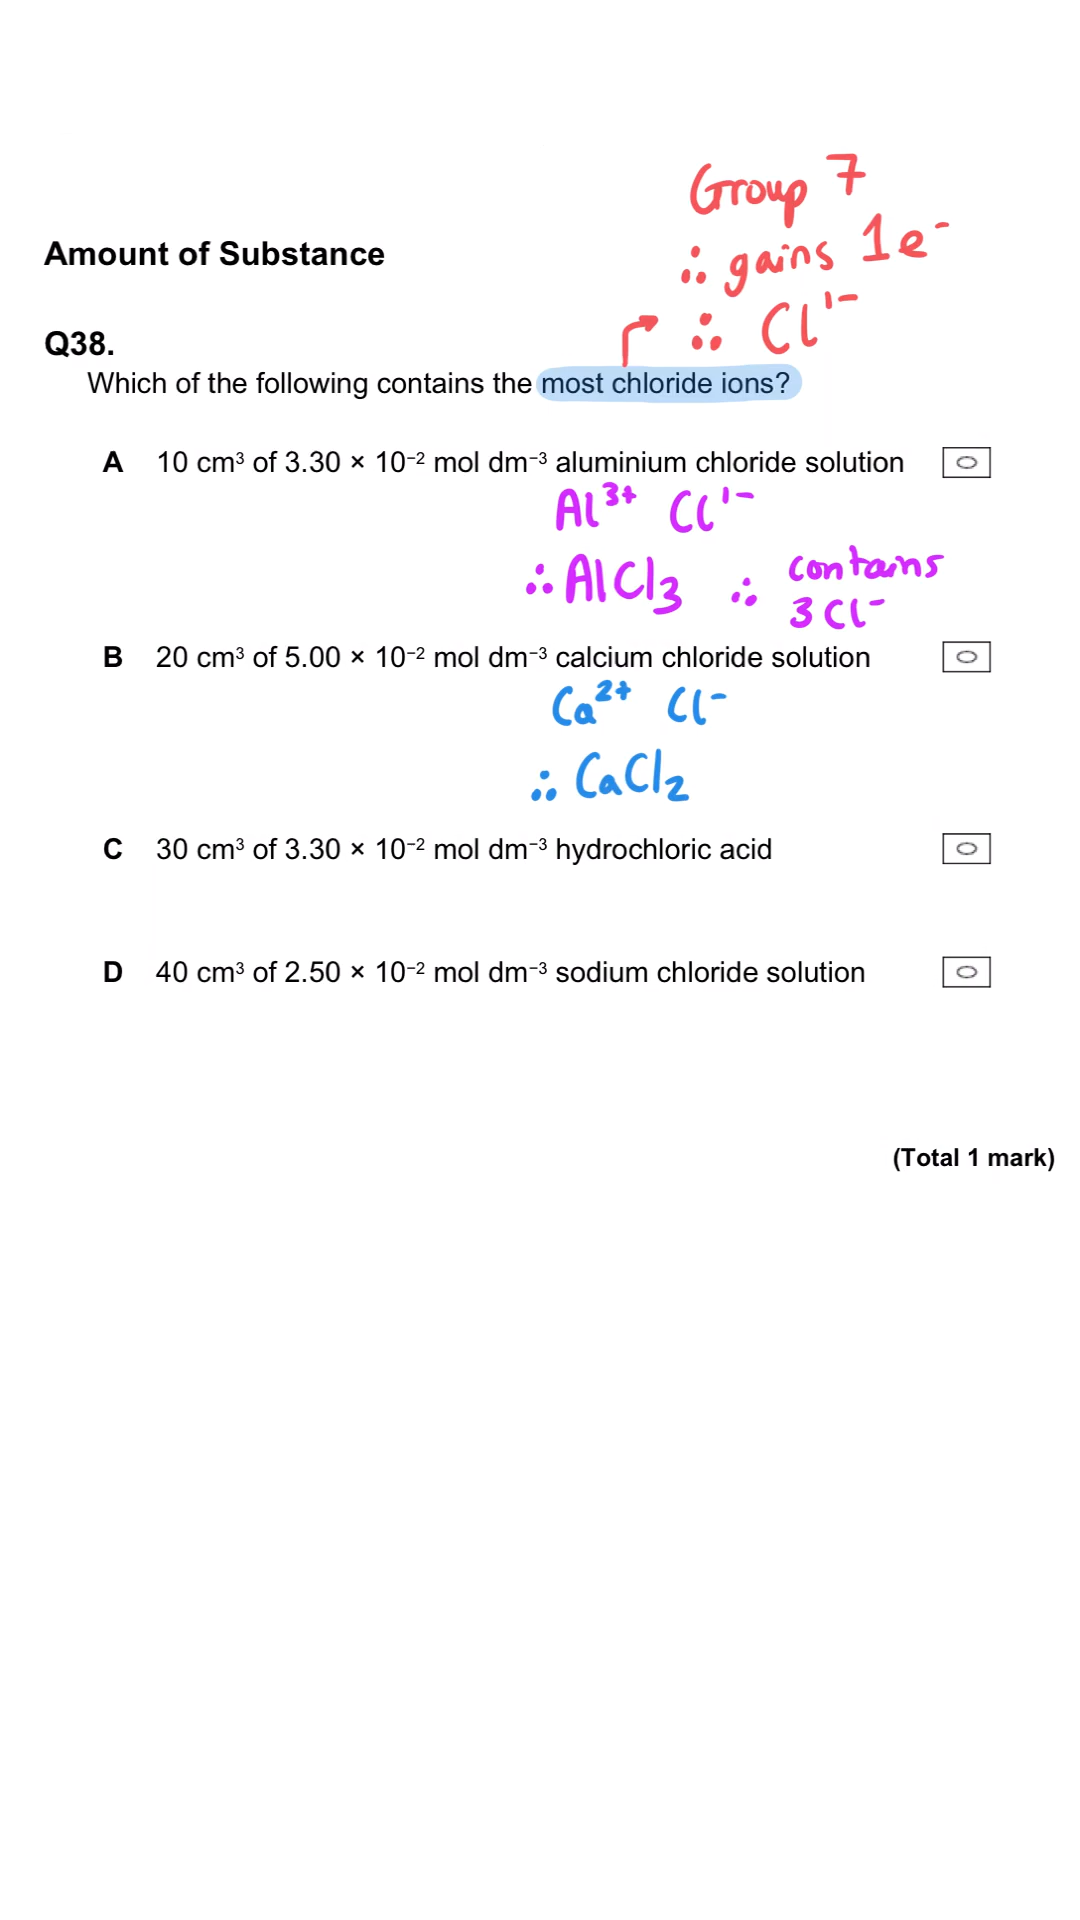 Group 7
∴ gains 1e⁻
∴ Cl¹⁻
Amount of Substance
Q38.
Which of the following contains the most chloride ions?
A 10 cm³ of 3.30 × 10⁻² mol dm⁻³ aluminium chloride solution
Al³⁺ Cl¹⁻
∴ AlCl₃ ∴ contains
3Cl⁻
B 20 cm³ of 5.00 × 10⁻² mol dm⁻³ calcium chloride solution
Ca²⁺ Cl⁻
∴ CaCl₂
C 30 cm³ of 3.30 × 10⁻² mol dm⁻³ hydrochloric acid
D 40 cm³ of 2.50 × 10⁻² mol dm⁻³ sodium chloride solution
(Total 1 mark)